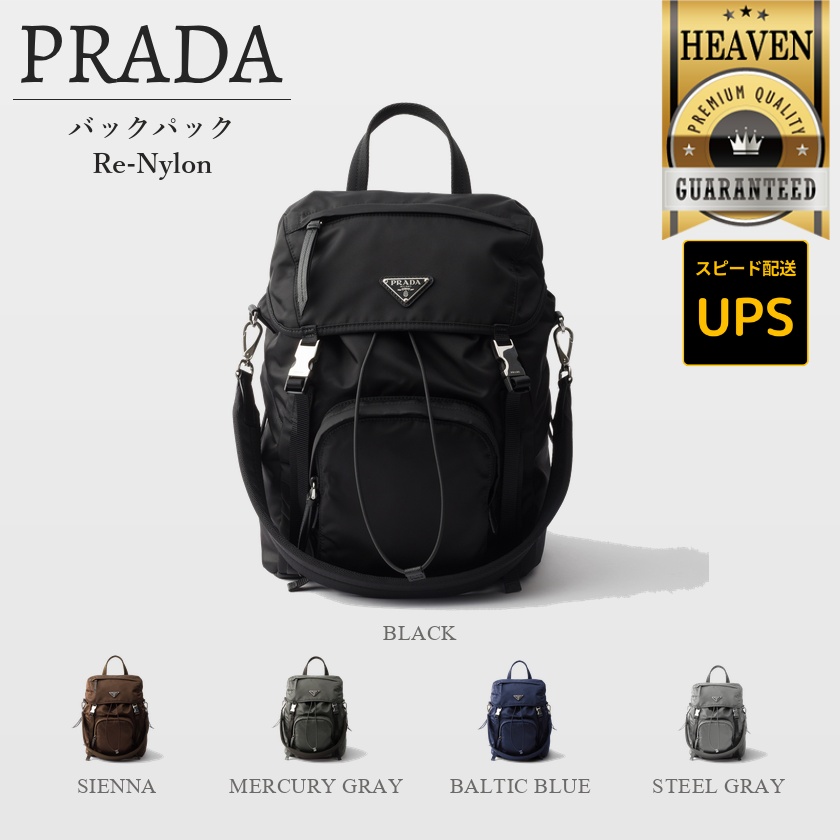 PRADA
バックパック
Re-Nylon
HEAVEN
PREMIUM QUALITY
GUARANTEED
スピード配送
UPS
PRADA
BLACK
SIENNA
MERCURY GRAY
BALTIC BLUE
STEEL GRAY